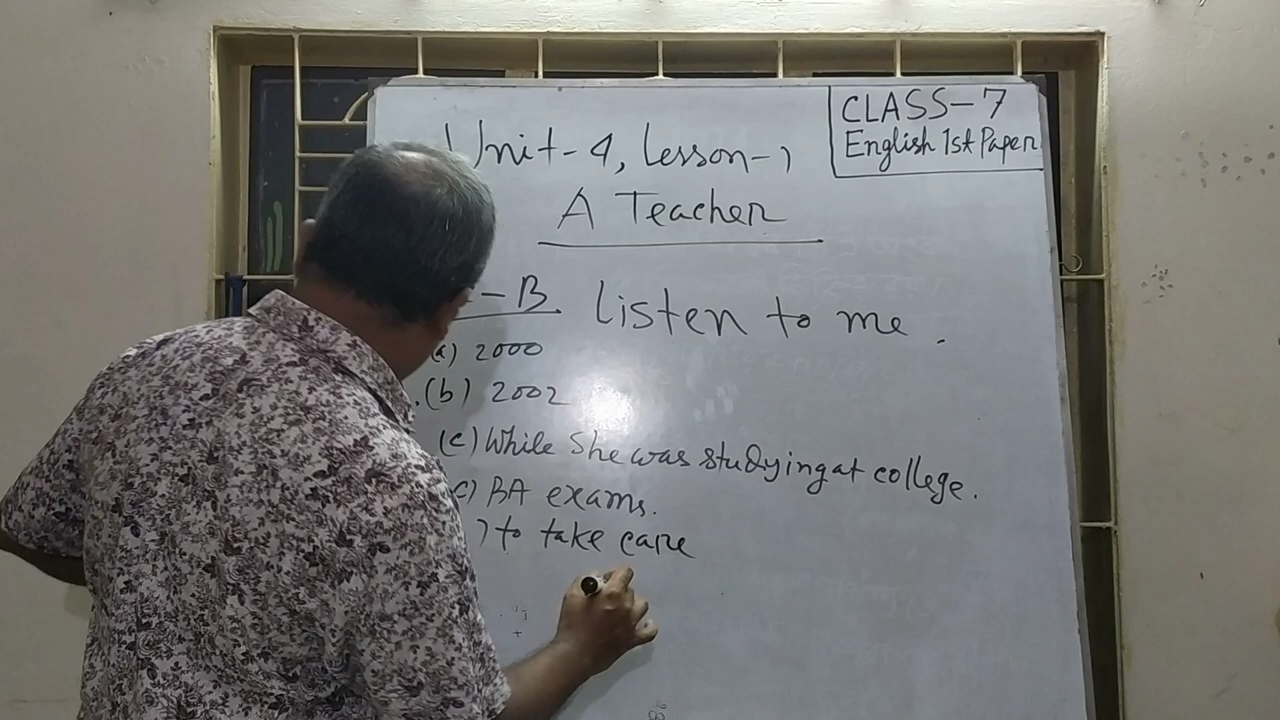 CLASS-7
English 1st Paper
Unit-4, Lesson-1
A Teacher
-B Listen to me.
(a) 2000
.(b) 2002
(c) While she was studying at college.
c) BA exams.
) to take care